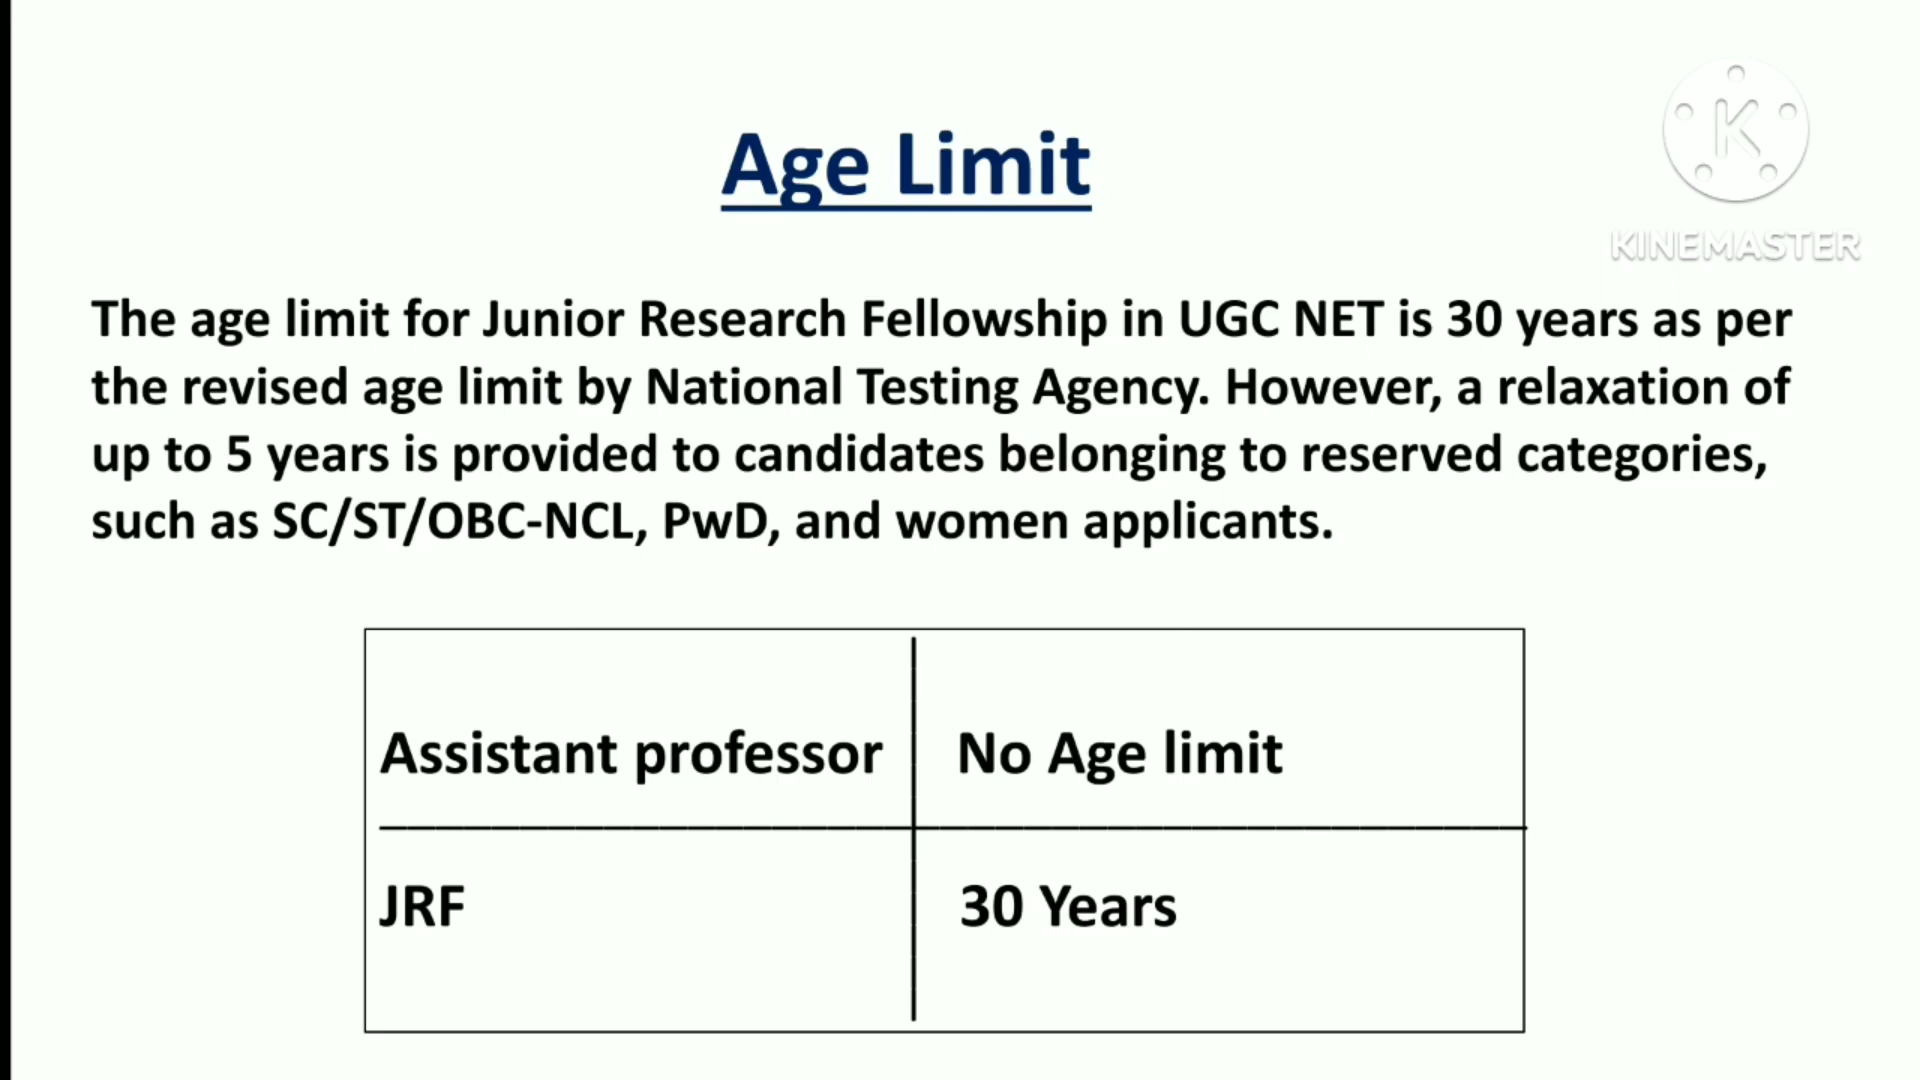 Age Limit
K
KINEMASTER
The age limit for Junior Research Fellowship in UGC NET is 30 years as per
the revised age limit by National Testing Agency. However, a relaxation of
up to 5 years is provided to candidates belonging to reserved categories,
such as SC/ST/OBC-NCL, PwD, and women applicants.
Assistant professor No Age limit
JRF 30 Years